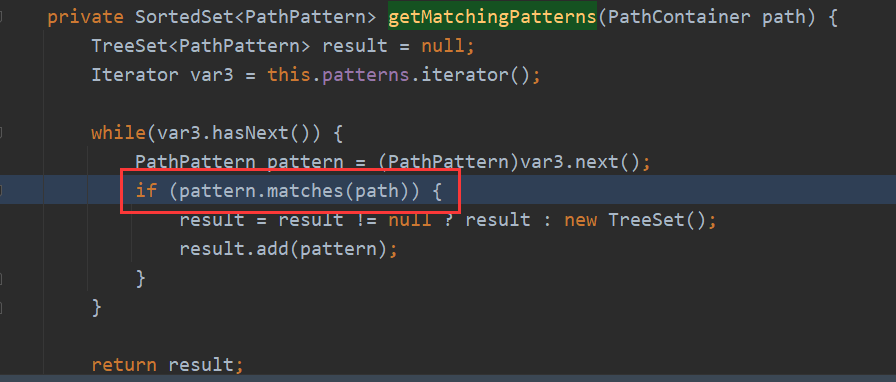 private SortedSet<PathPattern> getMatchingPatterns(PathContainer path) {
TreeSet<PathPattern> result = null;
Iterator var3 = this.patterns.iterator();
while(var3.hasNext()) {
PathPattern pattern = (PathPattern)var3.next();
if (pattern.matches(path)) {
result = result != null ? result : new TreeSet();
result.add(pattern);
}
}
return result;